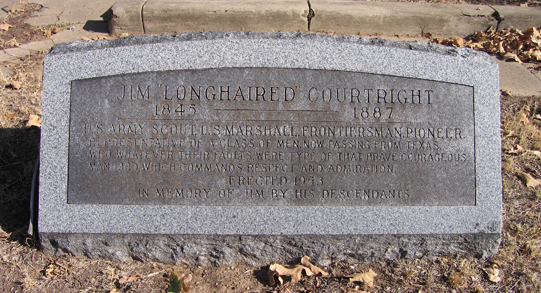 JIM "LONGHAIRED" COURTRIGHT
1845 1887
U.S. ARMY SCOUT, U.S. MARSHALL, FRONTIERSMAN, PIONEER,
REPRESENTATIVE OF A CLASS OF MEN NOW PASSING FROM TEXAS
WHO, WHATEVER THEIR FAULTS, WERE TYPE OF THAT BRAVE COURAGEOUS
MANHOOD WHICH COMMANDS RESPECT AND ADMIRATION.
ERECTED 1953
IN MEMORY OF JIM BY HIS DESCENDANTS